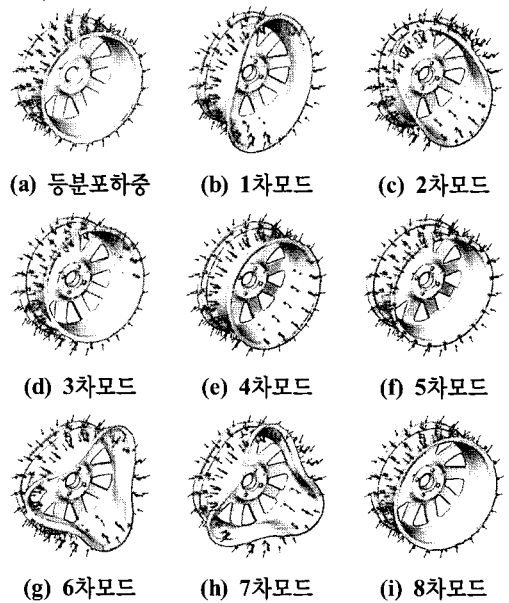 (a) 등분포하중
(b) 1차모드
(c) 2차모드
(d) 3차모드
(e) 4차모드
(f) 5차모드
(g) 6차모드
(h) 7차모드
(i) 8차모드